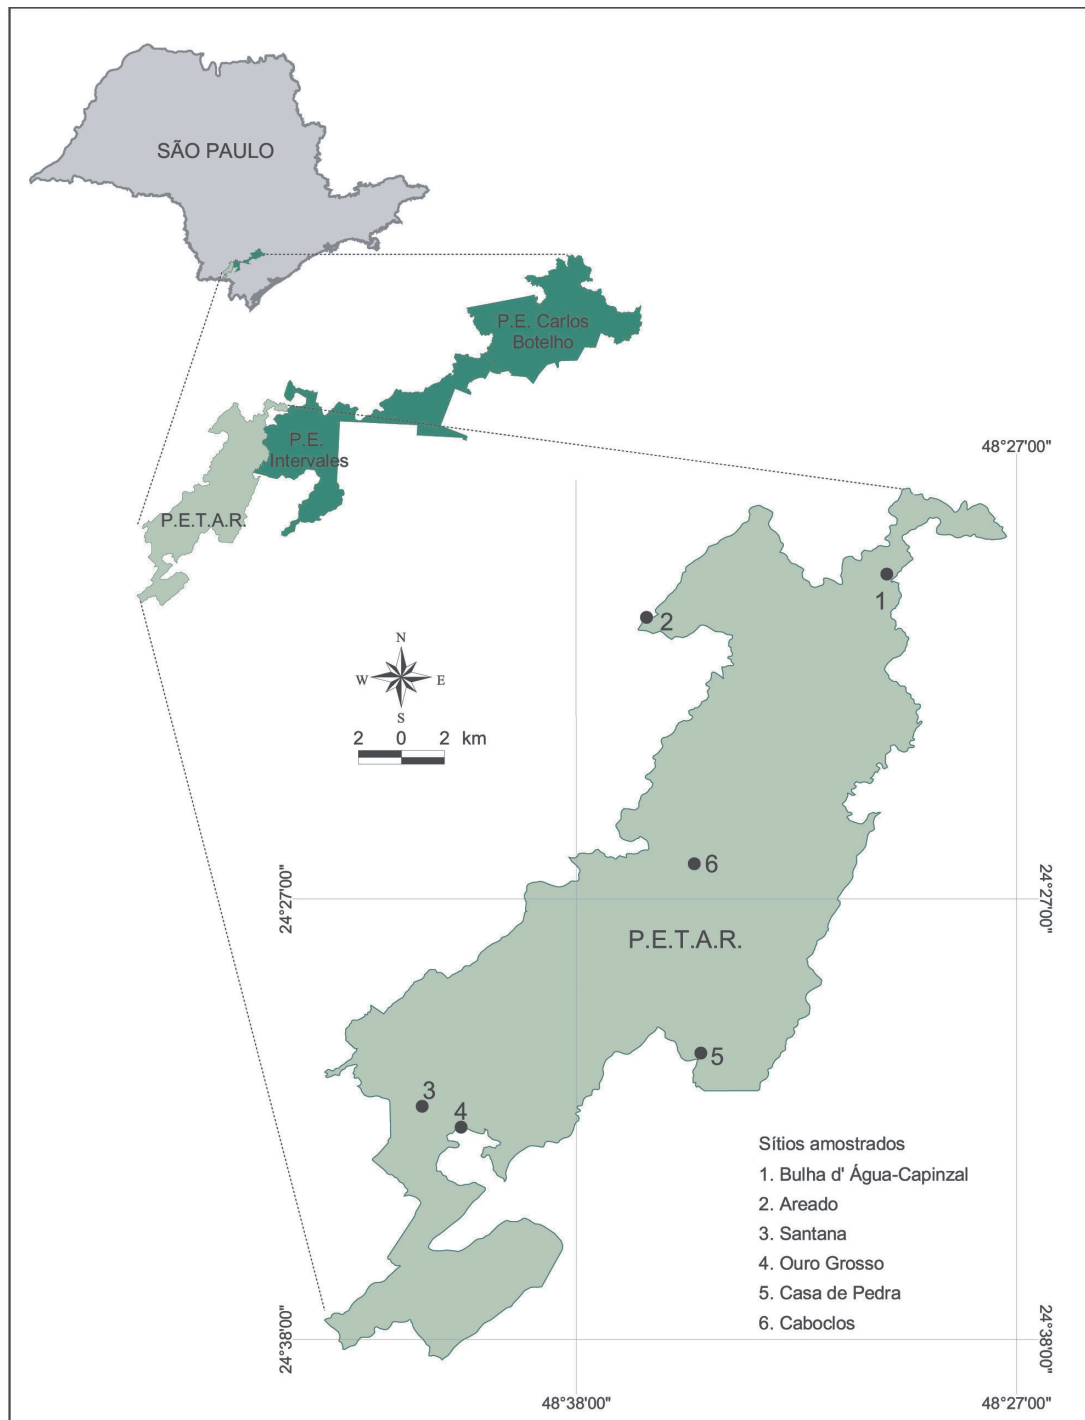 SÃO PAULO
P.E. Carlos
Botelho
P.E.
Intervales
P.E.T.A.R.
48°27'00"
1
2
N
W E
S
2 0 2 km
6
24°27'00"
24°27'00"
P.E.T.A.R.
5
3
4
Sítios amostrados
1. Bulha d' Água-Capinzal
2. Areado
3. Santana
4. Ouro Grosso
5. Casa de Pedra
6. Caboclos
24°38'00"
24°38'00"
48°38'00"
48°27'00"